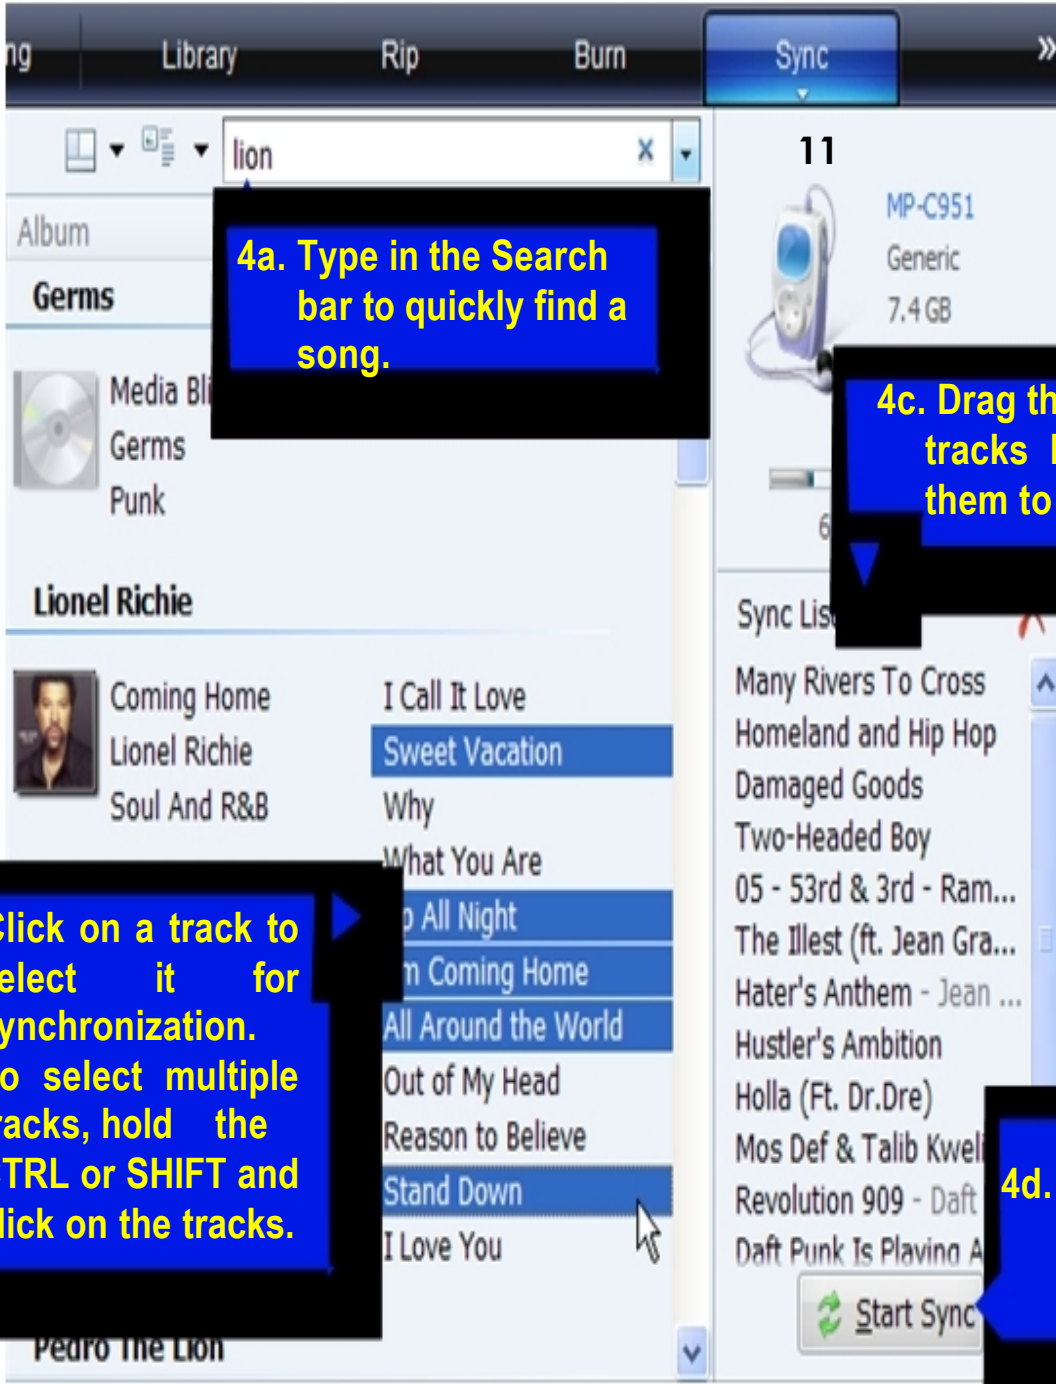 Library Rip Burn Sync »
lion
11
Album
MP-C951
Generic
7.4 GB
4a. Type in the Search
bar to quickly find a
song.
Germs
Media Bli
Germs
Punk
4c. Drag th
tracks
them to
Lionel Richie
Sync Lis
Coming Home
Lionel Richie
Soul And R&B
I Call It Love
Sweet Vacation
Why
What You Are
p All Night
m Coming Home
All Around the World
Out of My Head
Reason to Believe
Stand Down
I Love You
Many Rivers To Cross
Homeland and Hip Hop
Damaged Goods
Two-Headed Boy
05 - 53rd & 3rd - Ram...
The Illest (ft. Jean Gra...
Hater's Anthem - Jean ...
Hustler's Ambition
Holla (Ft. Dr.Dre)
Mos Def & Talib Kweli
Revolution 909 - Daft
Daft Punk Is Playing A
lick on a track to
elect it for
ynchronization.
o select multiple
racks, hold the
TRL or SHIFT and
lick on the tracks.
4d.
Start Sync
Pedro The Lion